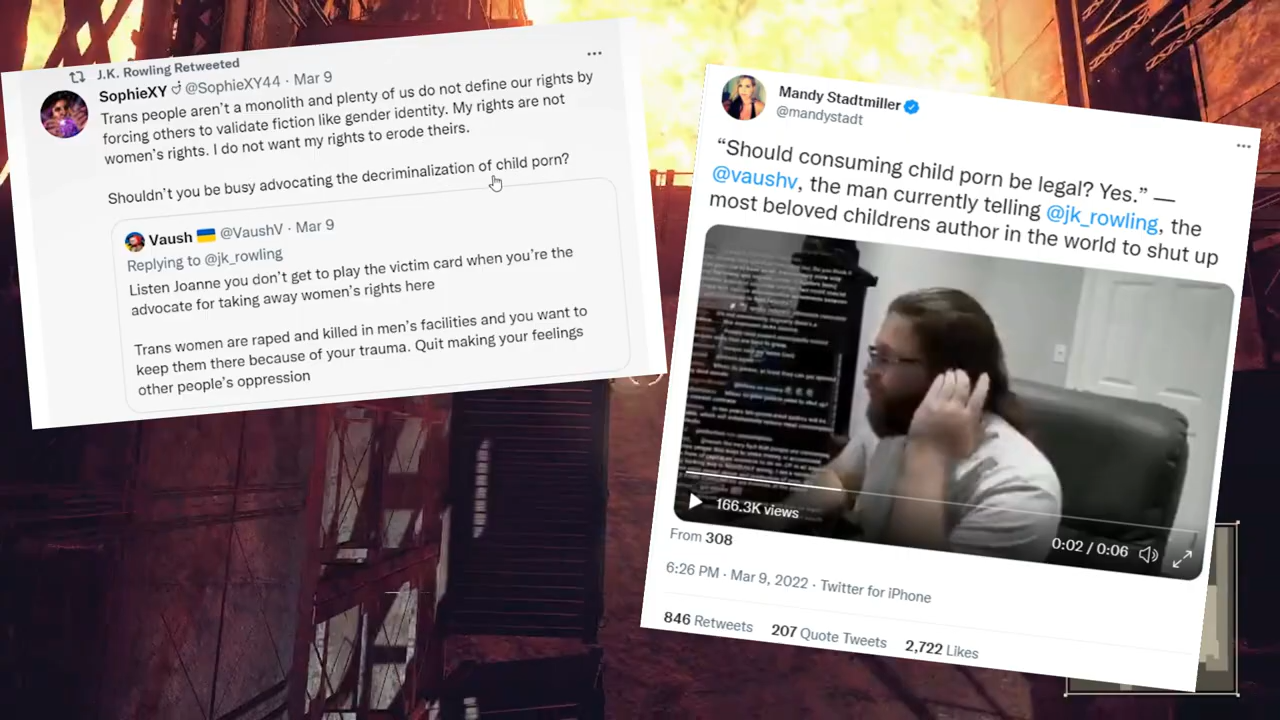 J.K. Rowling Retweeted
SophieXY @SophieXY44 · Mar 9
Trans people aren't a monolith and plenty of us do not define our rights by
forcing others to validate fiction like gender identity. My rights are not
women's rights. I do not want my rights to erode theirs.
Shouldn't you be busy advocating the decriminalization of child porn?
Vaush @VaushV · Mar 9
Replying to @jk_rowling
Listen Joanne you don't get to play the victim card when you're the
advocate for taking away women's rights here
Trans women are raped and killed in men's facilities and you want to
keep them there because of your trauma. Quit making your feelings
other people's oppression
Mandy Stadtmiller
@mandystadt
“Should consuming child porn be legal? Yes.” —
@vaushv, the man currently telling @jk_rowling, the
most beloved childrens author in the world to shut up
166.3K views
0:02 / 0:06
From 308
6:26 PM · Mar 9, 2022 · Twitter for iPhone
846 Retweets 207 Quote Tweets 2,722 Likes